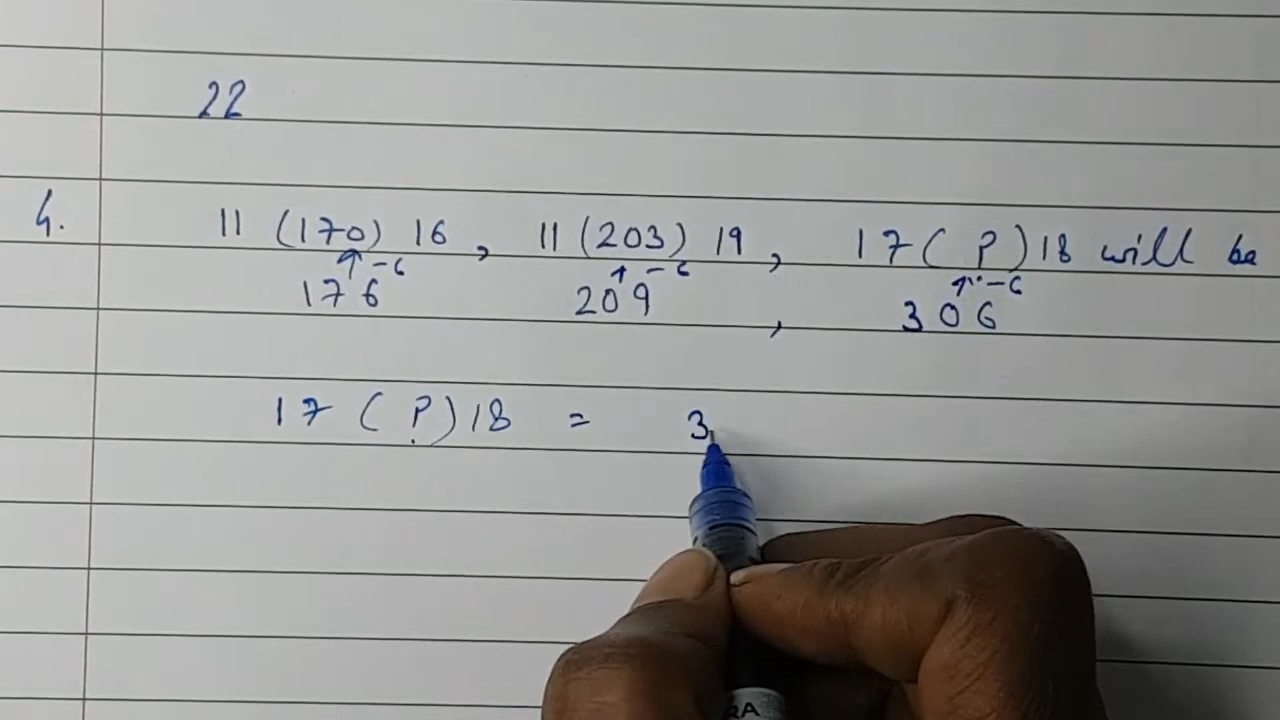 22
4. 11 (170) 16 , 11 (203) 19 , 17 ( ? ) 18 will be
↑ -6 ↑ -6 ↑ -6
176 209 , 306
17 ( ? ) 18 = 3
RA